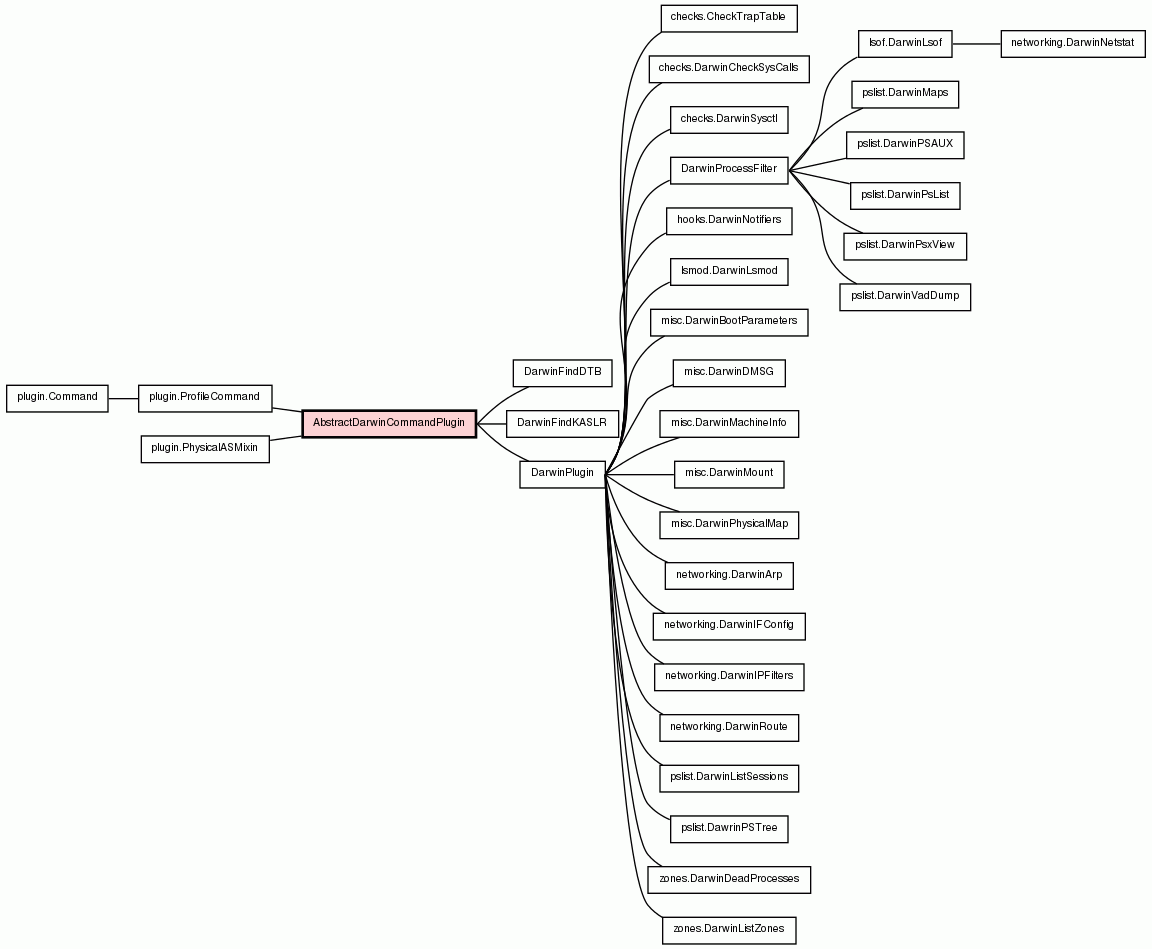 plugin.Command
plugin.ProfileCommand
plugin.PhysicalASMixin
AbstractDarwinCommandPlugin
DarwinFindDTB
DarwinFindKASLR
DarwinPlugin
checks.CheckTrapTable
checks.DarwinCheckSysCalls
checks.DarwinSysctl
DarwinProcessFilter
hooks.DarwinNotifiers
lsmod.DarwinLsmod
misc.DarwinBootParameters
misc.DarwinDMSG
misc.DarwinMachineInfo
misc.DarwinMount
misc.DarwinPhysicalMap
networking.DarwinArp
networking.DarwinIFConfig
networking.DarwinIPFilters
networking.DarwinRoute
pslist.DarwinListSessions
pslist.DawrinPSTree
zones.DarwinDeadProcesses
zones.DarwinListZones
lsof.DarwinLsof
pslist.DarwinMaps
pslist.DarwinPSAUX
pslist.DarwinPsList
pslist.DarwinPsxView
pslist.DarwinVadDump
networking.DarwinNetstat